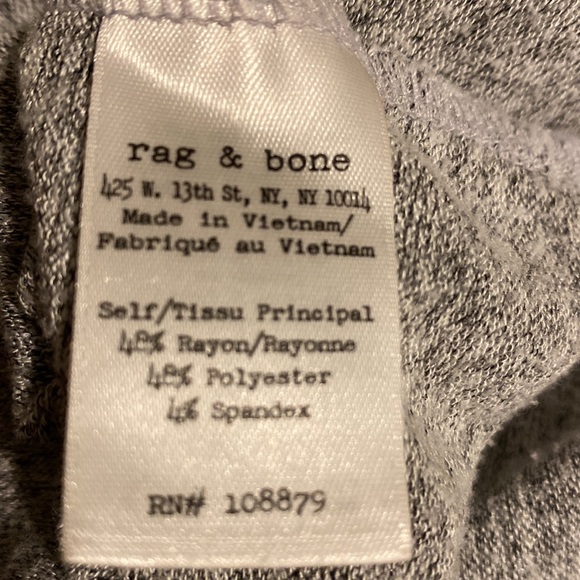 rag & bone
425 W. 13th St, NY, NY 10014
Made in Vietnam/
Fabriqué au Vietnam
Self/Tissu Principal
48% Rayon/Rayonne
48% Polyester
4% Spandex
RN# 108879